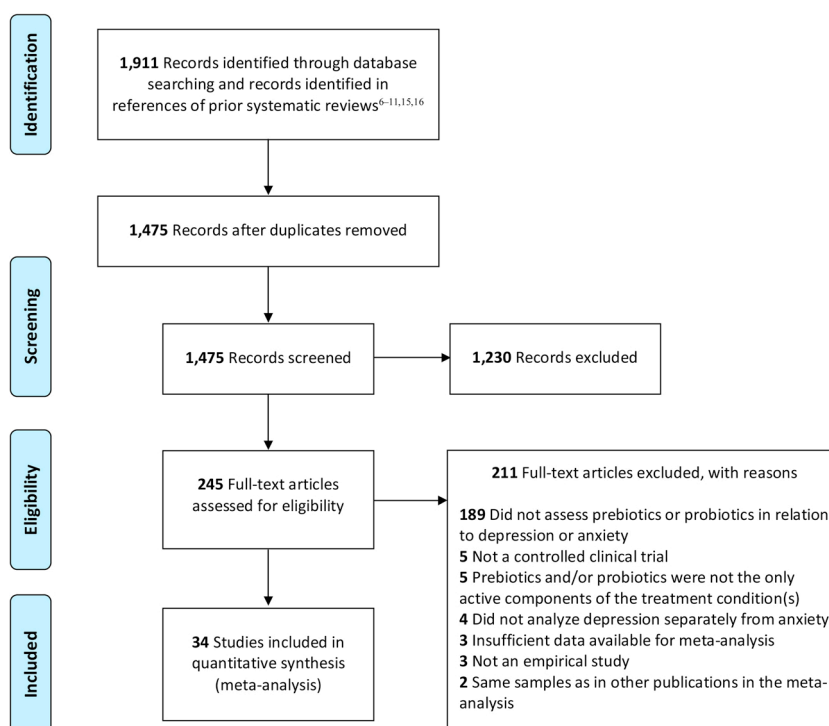 Identification
1,911 Records identified through database
searching and records identified in
references of prior systematic reviews6–11,15,16
1,475 Records after duplicates removed
Screening
1,475 Records screened
1,230 Records excluded
Eligibility
245 Full-text articles
assessed for eligibility
211 Full-text articles excluded, with reasons
189 Did not assess prebiotics or probiotics in relation
to depression or anxiety
5 Not a controlled clinical trial
5 Prebiotics and/or probiotics were not the only
active components of the treatment condition(s)
4 Did not analyze depression separately from anxiety
3 Insufficient data available for meta-analysis
3 Not an empirical study
2 Same samples as in other publications in the meta-
analysis
Included
34 Studies included in
quantitative synthesis
(meta-analysis)